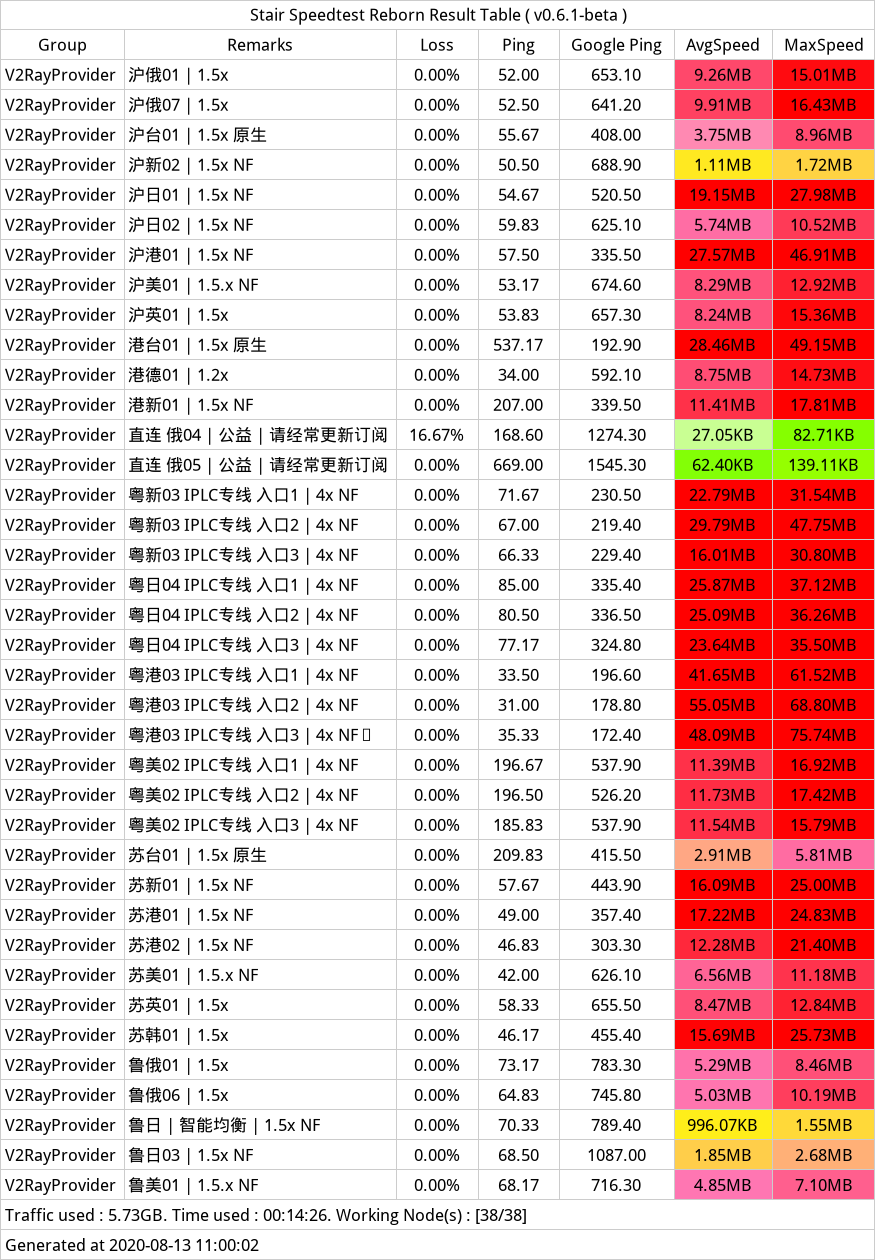 Stair Speedtest Reborn Result Table ( v0.6.1-beta )
Group Remarks Loss Ping Google Ping AvgSpeed MaxSpeed
V2RayProvider 沪俄01 | 1.5x 0.00% 52.00 653.10 9.26MB 15.01MB
V2RayProvider 沪俄07 | 1.5x 0.00% 52.50 641.20 9.91MB 16.43MB
V2RayProvider 沪台01 | 1.5x 原生 0.00% 55.67 408.00 3.75MB 8.96MB
V2RayProvider 沪新02 | 1.5x NF 0.00% 50.50 688.90 1.11MB 1.72MB
V2RayProvider 沪日01 | 1.5x NF 0.00% 54.67 520.50 19.15MB 27.98MB
V2RayProvider 沪日02 | 1.5x NF 0.00% 59.83 625.10 5.74MB 10.52MB
V2RayProvider 沪港01 | 1.5x NF 0.00% 57.50 335.50 27.57MB 46.91MB
V2RayProvider 沪美01 | 1.5.x NF 0.00% 53.17 674.60 8.29MB 12.92MB
V2RayProvider 沪英01 | 1.5x 0.00% 53.83 657.30 8.24MB 15.36MB
V2RayProvider 港台01 | 1.5x 原生 0.00% 537.17 192.90 28.46MB 49.15MB
V2RayProvider 港德01 | 1.2x 0.00% 34.00 592.10 8.75MB 14.73MB
V2RayProvider 港新01 | 1.5x NF 0.00% 207.00 339.50 11.41MB 17.81MB
V2RayProvider 直连 俄04 | 公益 | 请经常更新订阅 16.67% 168.60 1274.30 27.05KB 82.71KB
V2RayProvider 直连 俄05 | 公益 | 请经常更新订阅 0.00% 669.00 1545.30 62.40KB 139.11KB
V2RayProvider 粤新03 IPLC专线 入口1 | 4x NF 0.00% 71.67 230.50 22.79MB 31.54MB
V2RayProvider 粤新03 IPLC专线 入口2 | 4x NF 0.00% 67.00 219.40 29.79MB 47.75MB
V2RayProvider 粤新03 IPLC专线 入口3 | 4x NF 0.00% 66.33 229.40 16.01MB 30.80MB
V2RayProvider 粤日04 IPLC专线 入口1 | 4x NF 0.00% 85.00 335.40 25.87MB 37.12MB
V2RayProvider 粤日04 IPLC专线 入口2 | 4x NF 0.00% 80.50 336.50 25.09MB 36.26MB
V2RayProvider 粤日04 IPLC专线 入口3 | 4x NF 0.00% 77.17 324.80 23.64MB 35.50MB
V2RayProvider 粤港03 IPLC专线 入口1 | 4x NF 0.00% 33.50 196.60 41.65MB 61.52MB
V2RayProvider 粤港03 IPLC专线 入口2 | 4x NF 0.00% 31.00 178.80 55.05MB 68.80MB
V2RayProvider 粤港03 IPLC专线 入口3 | 4x NF 0.00% 35.33 172.40 48.09MB 75.74MB
V2RayProvider 粤美02 IPLC专线 入口1 | 4x NF 0.00% 196.67 537.90 11.39MB 16.92MB
V2RayProvider 粤美02 IPLC专线 入口2 | 4x NF 0.00% 196.50 526.20 11.73MB 17.42MB
V2RayProvider 粤美02 IPLC专线 入口3 | 4x NF 0.00% 185.83 537.90 11.54MB 15.79MB
V2RayProvider 苏台01 | 1.5x 原生 0.00% 209.83 415.50 2.91MB 5.81MB
V2RayProvider 苏新01 | 1.5x NF 0.00% 57.67 443.90 16.09MB 25.00MB
V2RayProvider 苏港01 | 1.5x NF 0.00% 49.00 357.40 17.22MB 24.83MB
V2RayProvider 苏港02 | 1.5x NF 0.00% 46.83 303.30 12.28MB 21.40MB
V2RayProvider 苏美01 | 1.5.x NF 0.00% 42.00 626.10 6.56MB 11.18MB
V2RayProvider 苏英01 | 1.5x 0.00% 58.33 655.50 8.47MB 12.84MB
V2RayProvider 苏韩01 | 1.5x 0.00% 46.17 455.40 15.69MB 25.73MB
V2RayProvider 鲁俄01 | 1.5x 0.00% 73.17 783.30 5.29MB 8.46MB
V2RayProvider 鲁俄06 | 1.5x 0.00% 64.83 745.80 5.03MB 10.19MB
V2RayProvider 鲁日 | 智能均衡 | 1.5x NF 0.00% 70.33 789.40 996.07KB 1.55MB
V2RayProvider 鲁日03 | 1.5x NF 0.00% 68.50 1087.00 1.85MB 2.68MB
V2RayProvider 鲁美01 | 1.5.x NF 0.00% 68.17 716.30 4.85MB 7.10MB
Traffic used : 5.73GB. Time used : 00:14:26. Working Node(s) : [38/38]
Generated at 2020-08-13 11:00:02